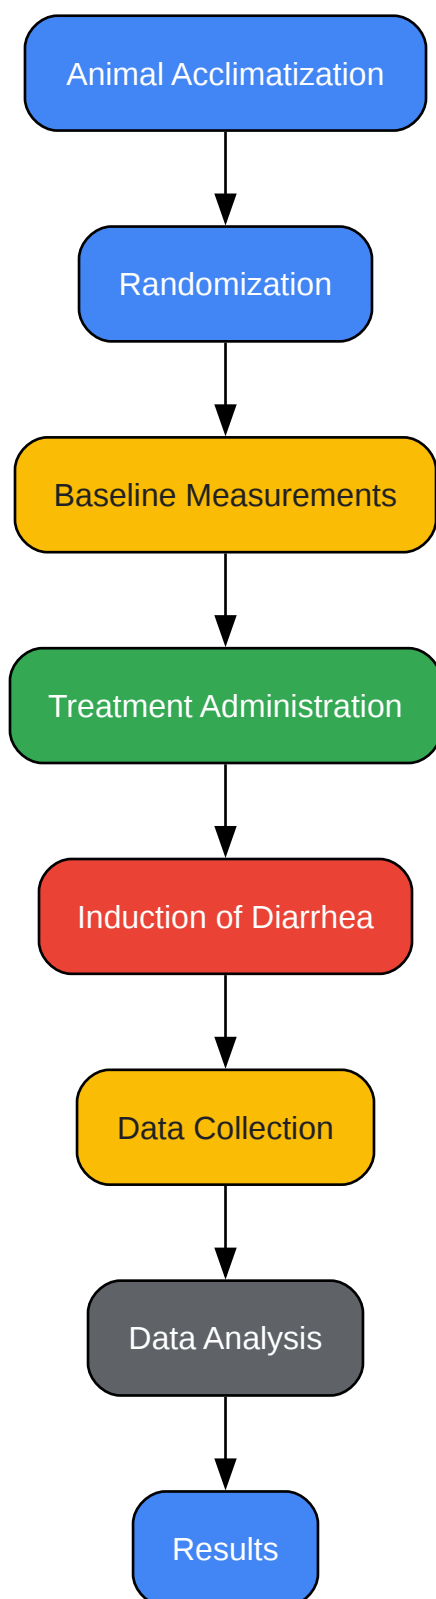 Animal Acclimatization
Randomization
Baseline Measurements
Treatment Administration
Induction of Diarrhea
Data Collection
Data Analysis
Results